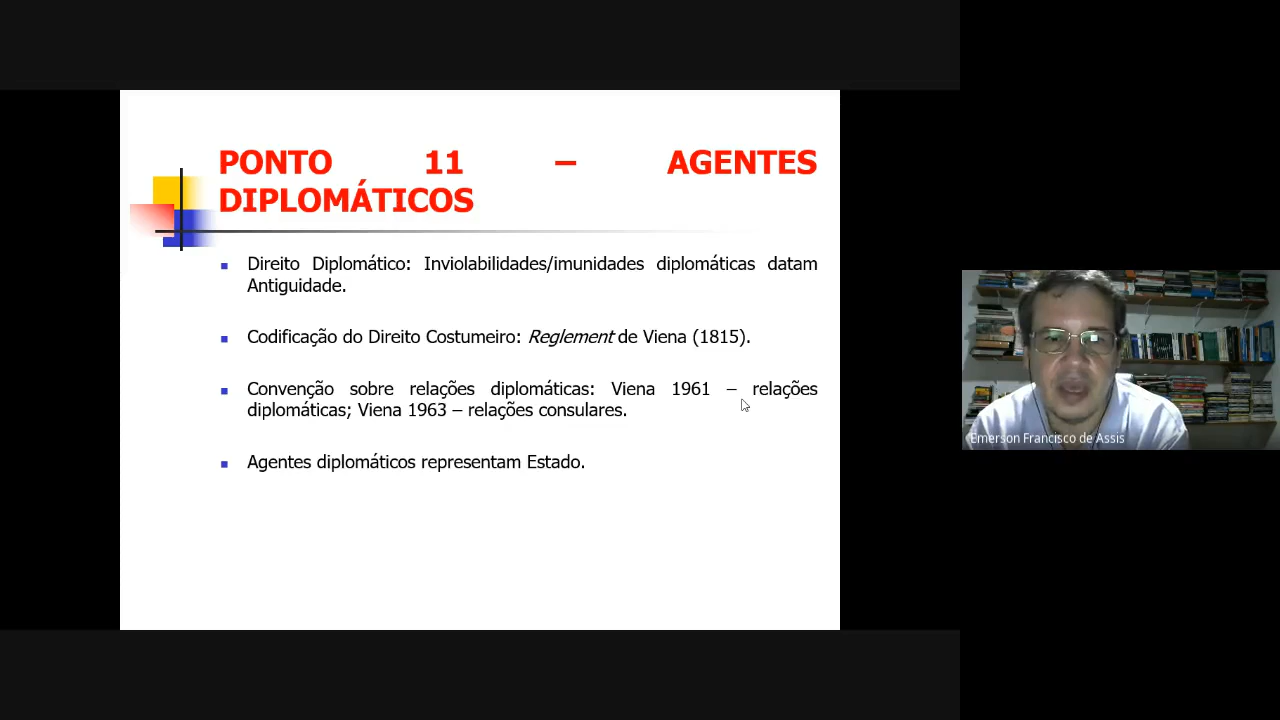 PONTO 11 – AGENTES
DIPLOMÁTICOS
Direito Diplomático: Inviolabilidades/imunidades diplomáticas datam
Antiguidade.
Codificação do Direito Costumeiro: Reglement de Viena (1815).
Convenção sobre relações diplomáticas: Viena 1961 – relações
diplomáticas; Viena 1963 – relações consulares.
Agentes diplomáticos representam Estado.
Emerson Francisco de Assis